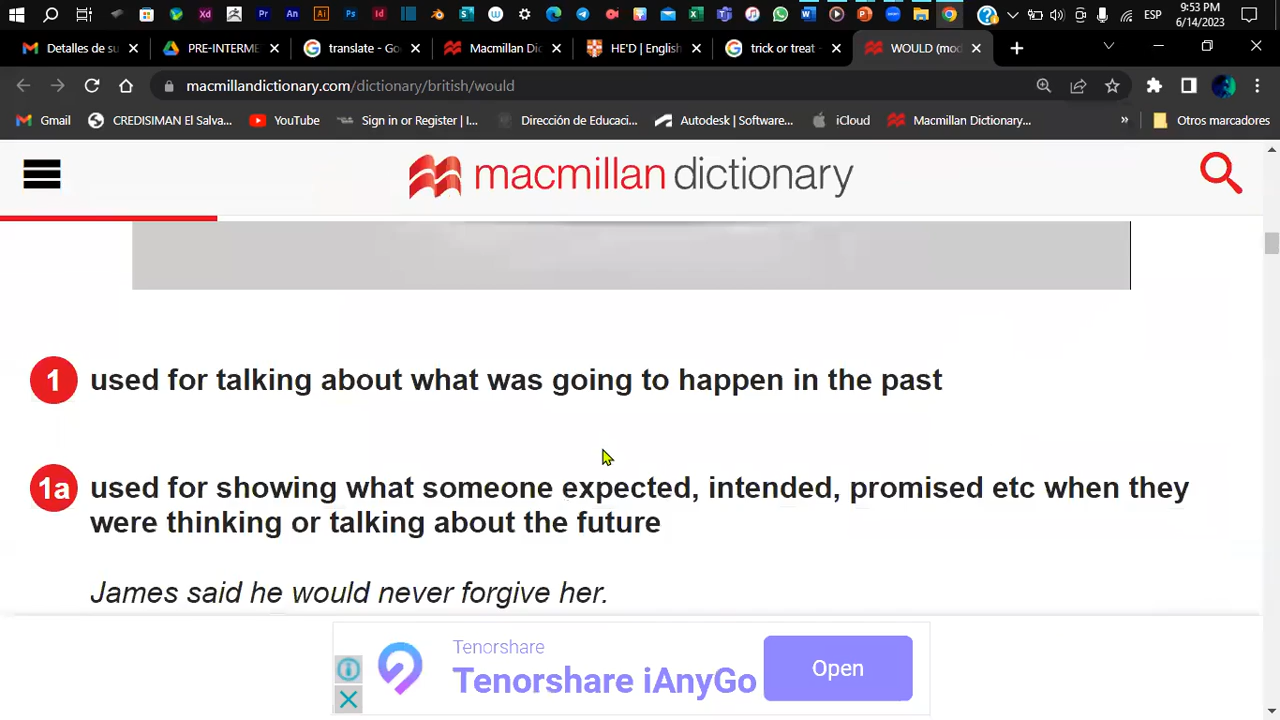 ESP
9:53 PM
6/14/2023
Detalles de su
PRE-INTERME
translate - Goo
Macmillan Dic
HE'D | English
trick or treat -
WOULD (mod
macmillandictionary.com/dictionary/british/would
Gmail
CREDISIMAN El Salva...
YouTube
Sign in or Register | I...
Dirección de Educaci...
Autodesk | Software...
iCloud
Macmillan Dictionary...
»
Otros marcadores
macmillan dictionary
1 used for talking about what was going to happen in the past
1a used for showing what someone expected, intended, promised etc when they
were thinking or talking about the future
James said he would never forgive her.
Tenorshare
Tenorshare iAnyGo
Open